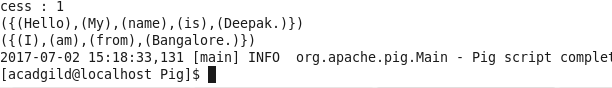 cess : 1
({(Hello),(My),(name),(is),(Deepak.)})
({(I),(am),(from),(Bangalore.)})
2017-07-02 15:18:33,131 [main] INFO  org.apache.pig.Main - Pig script complet
[acadgild@localhost Pig]$